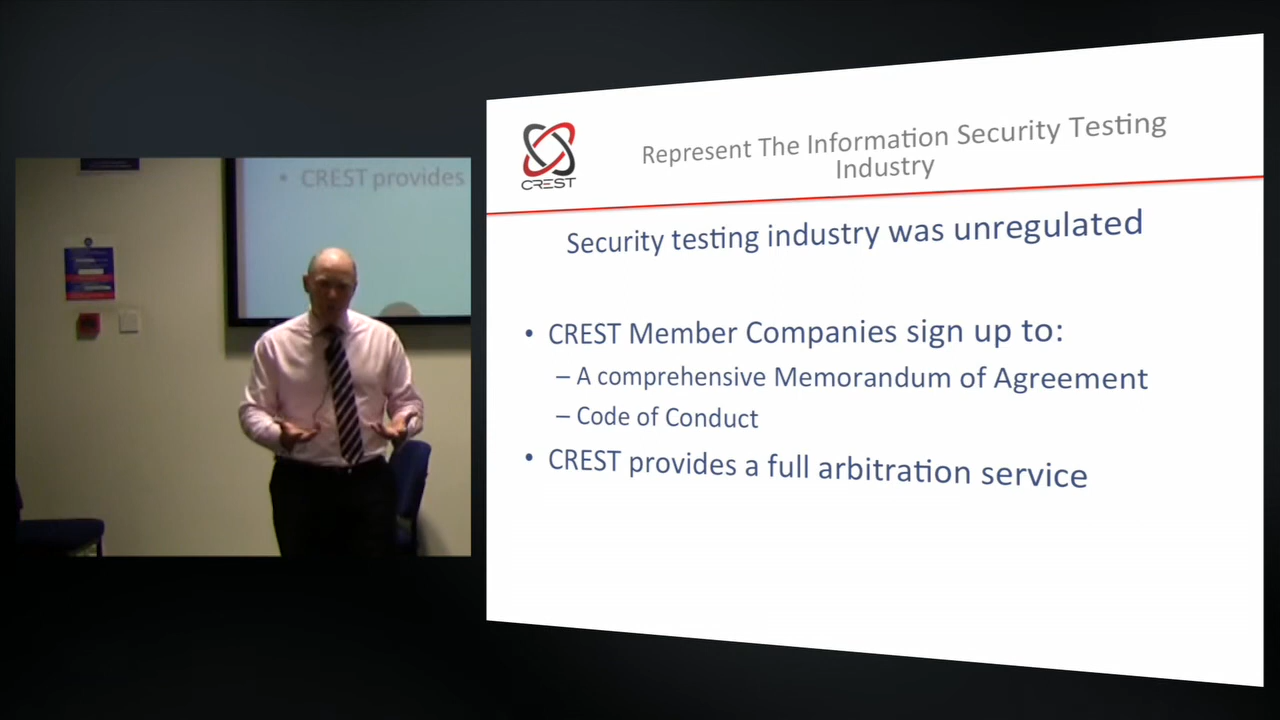 • CREST provides
CREST
Represent The Information Security Testing
Industry
Security testing industry was unregulated
• CREST Member Companies sign up to:
– A comprehensive Memorandum of Agreement
– Code of Conduct
• CREST provides a full arbitration service